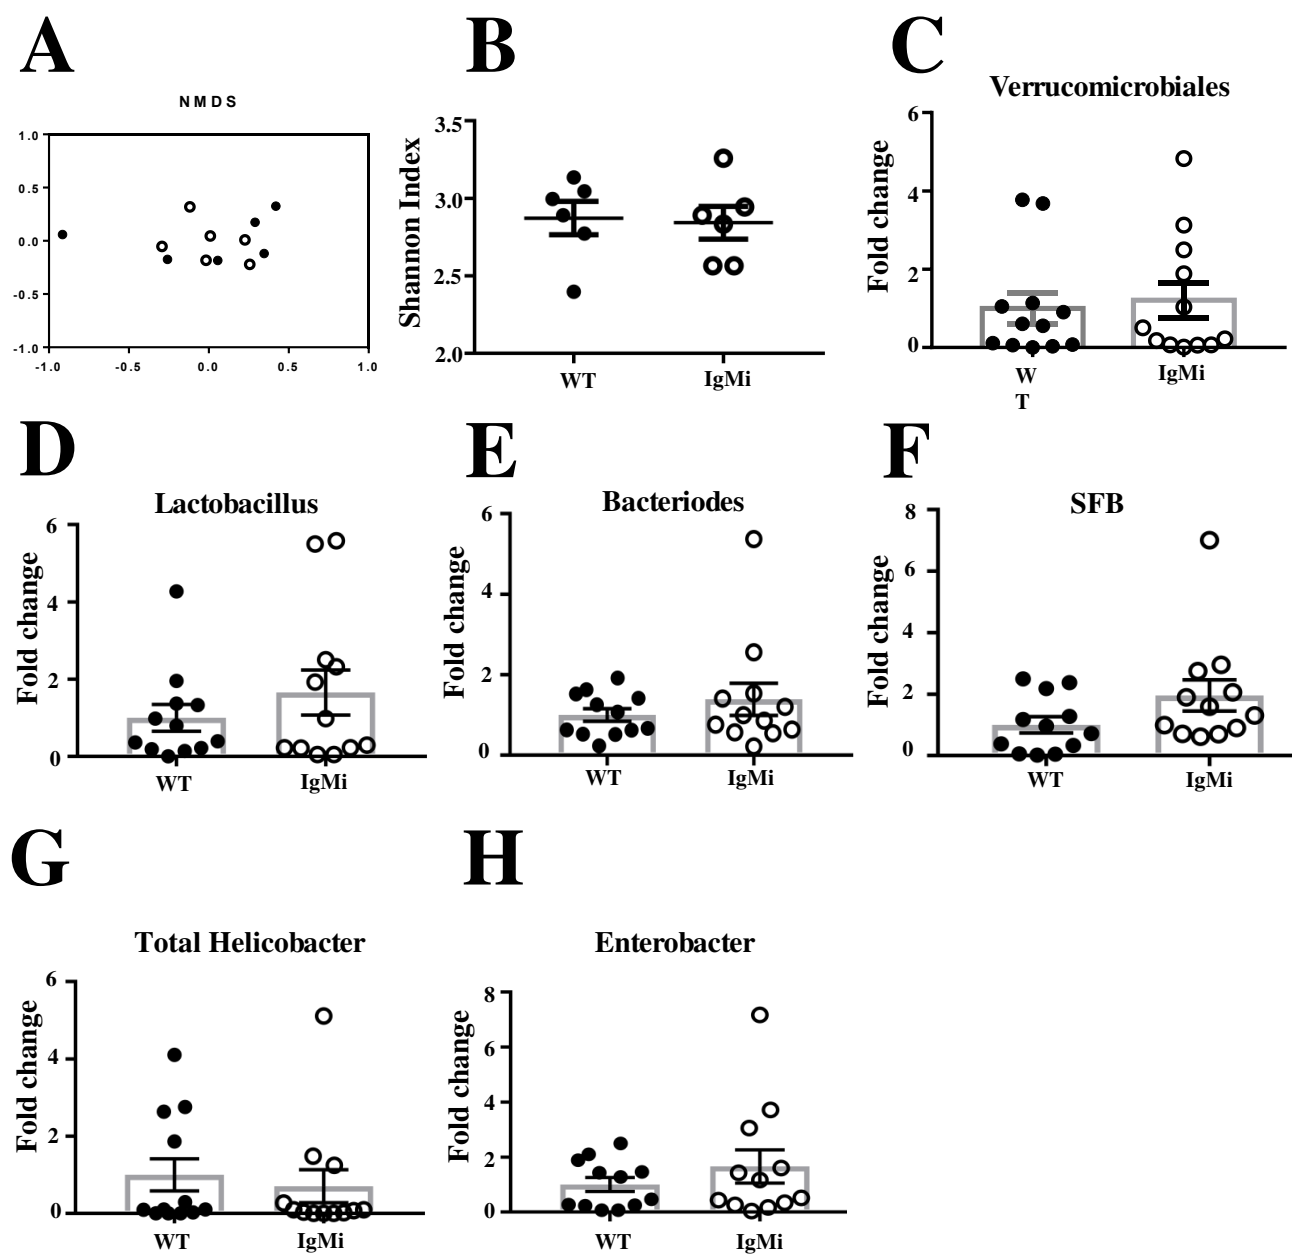 A
NMDS
1.0
0.5
0.0
-0.5
-1.0
-1.0 -0.5 0.0 0.5 1.0
B
Shannon Index
3.5
3.0
2.5
2.0
WT IgMi
C
Verrucomicrobiales
Fold change
6
4
2
0
W
T
IgMi
D
Lactobacillus
Fold change
6
4
2
0
WT IgMi
E
Bacteriodes
Fold change
6
4
2
0
WT IgMi
F
SFB
Fold change
8
6
4
2
0
WT IgMi
G
Total Helicobacter
Fold change
6
4
2
0
WT IgMi
H
Enterobacter
Fold change
8
6
4
2
0
WT IgMi